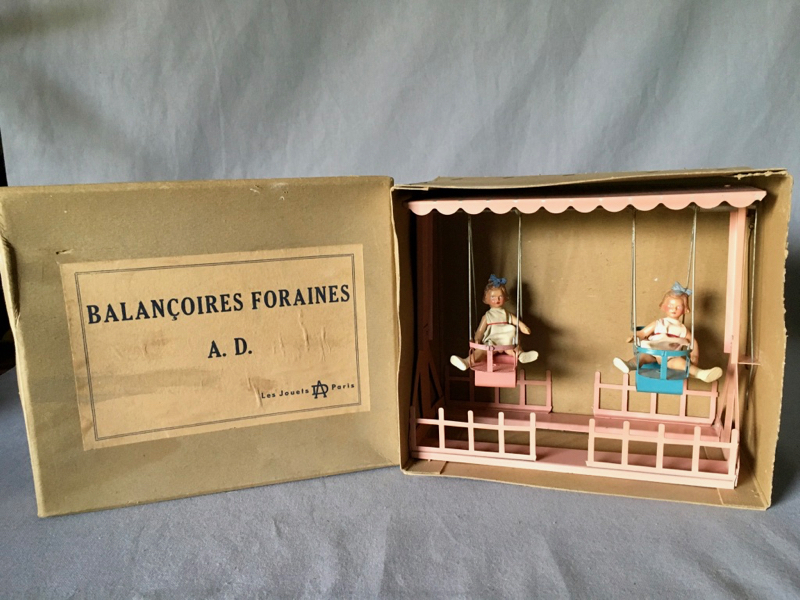 BALANÇOIRES FORAINES
A. D.
Les Jouets AD Paris